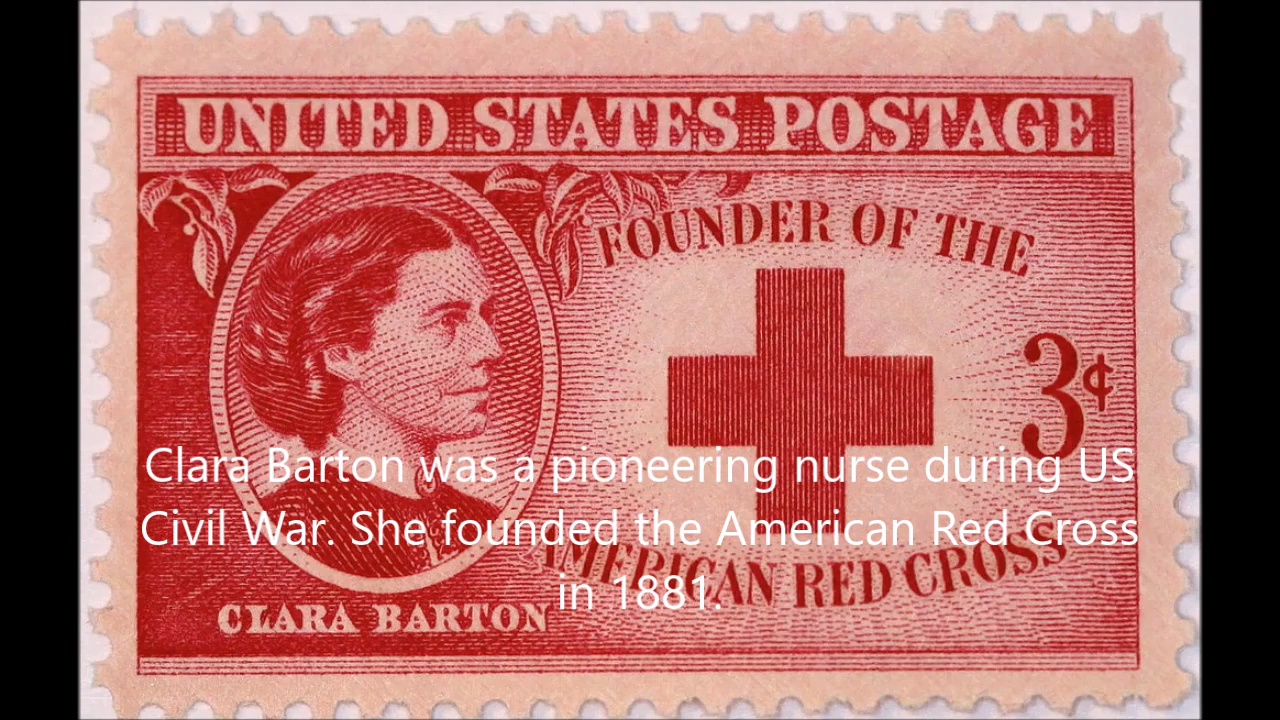 UNITED STATES POSTAGE
FOUNDER OF THE
3¢
Clara Barton was a pioneering nurse during US
Civil War. She founded the American Red Cross
in 1881.
AMERICAN RED CROSS
CLARA BARTON